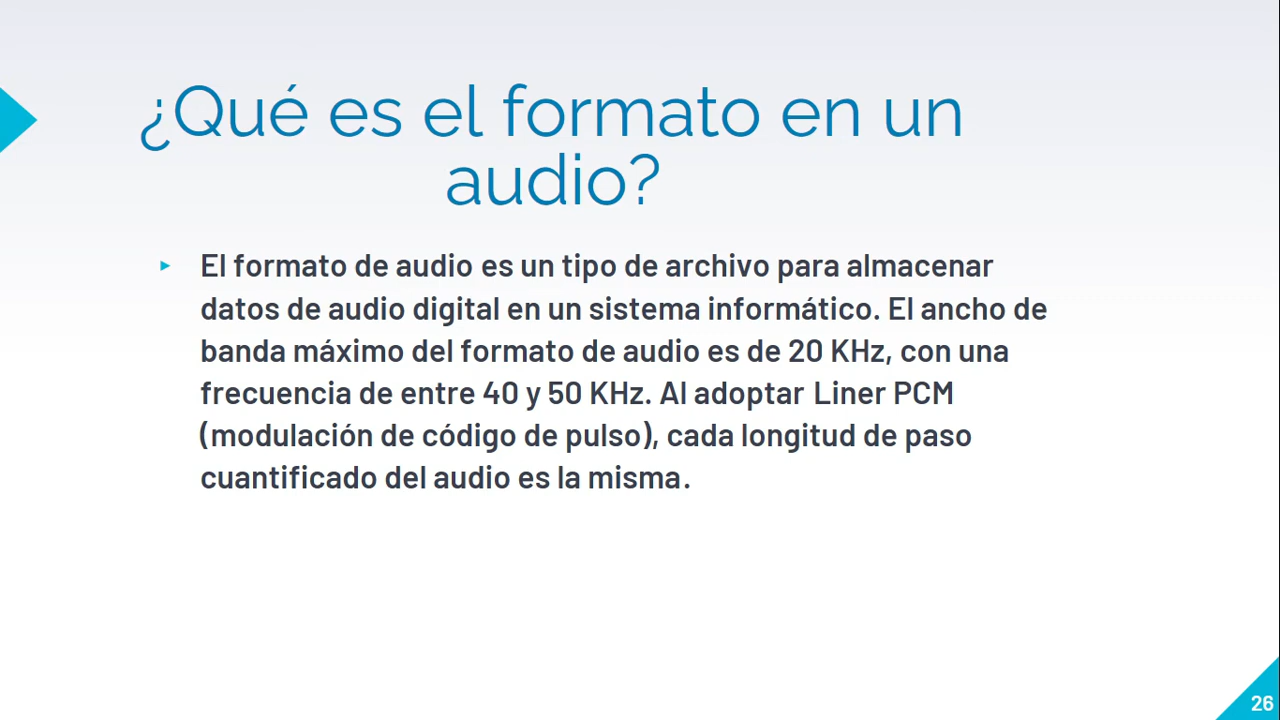 ¿Qué es el formato en un
audio?
El formato de audio es un tipo de archivo para almacenar
datos de audio digital en un sistema informático. El ancho de
banda máximo del formato de audio es de 20 KHz, con una
frecuencia de entre 40 y 50 KHz. Al adoptar Liner PCM
(modulación de código de pulso), cada longitud de paso
cuantificado del audio es la misma.
26